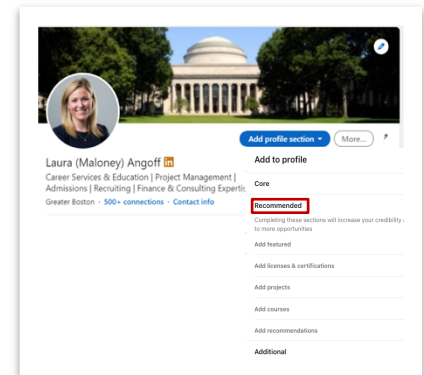 Add profile section
More...
Laura (Maloney) Angoff in
Career Services & Education | Project Management |
Admissions | Recruiting | Finance & Consulting Expertis
Greater Boston · 500+ connections · Contact info
Add to profile
Core
Recommended
Completing these sections will increase your credibility
to more opportunities
Add featured
Add licenses & certifications
Add projects
Add courses
Add recommendations
Additional